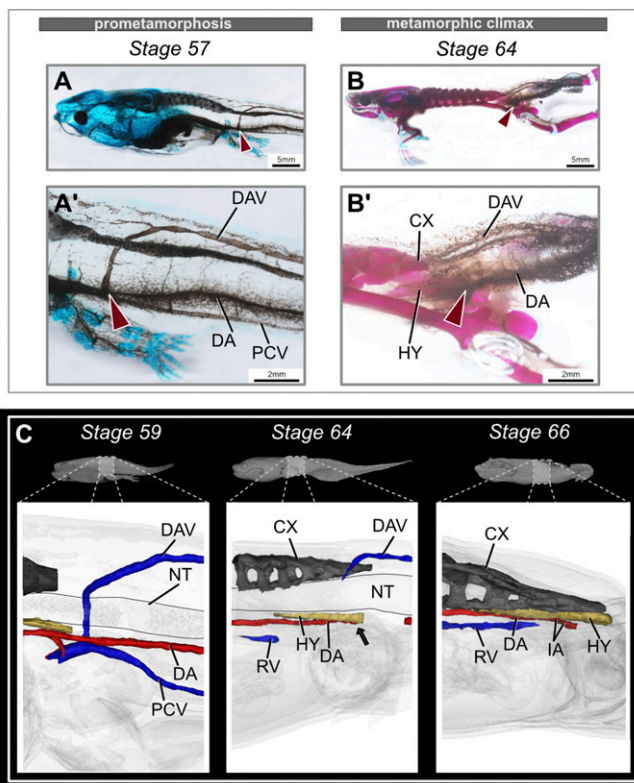 prometamorphosis
metamorphic climax
Stage 57
Stage 64
A
5mm
B
5mm
A'
DAV
DA
PCV
2mm
B'
CX
DAV
DA
HY
2mm
C
Stage 59
Stage 64
Stage 66
DAV
NT
DA
PCV
CX
DAV
NT
HY
DA
RV
CX
RV
DA
IA
HY